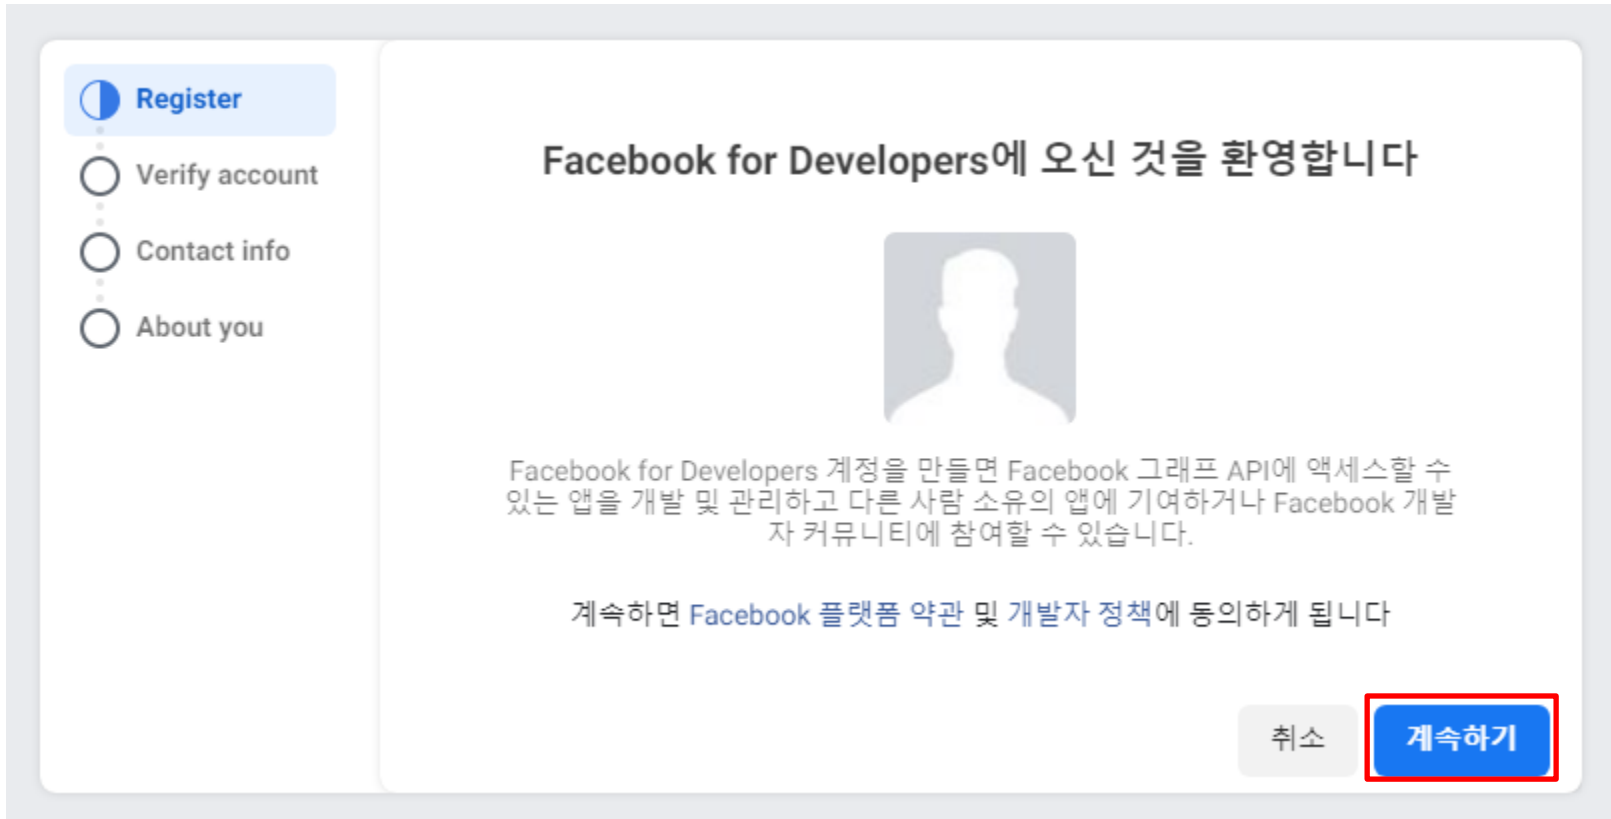 Register
Verify account
Contact info
About you
Facebook for Developers에 오신 것을 환영합니다
Facebook for Developers 계정을 만들면 Facebook 그래프 API에 액세스할 수
있는 앱을 개발 및 관리하고 다른 사람 소유의 앱에 기여하거나 Facebook 개발
자 커뮤니티에 참여할 수 있습니다.
계속하면 Facebook 플랫폼 약관 및 개발자 정책에 동의하게 됩니다
취소
계속하기